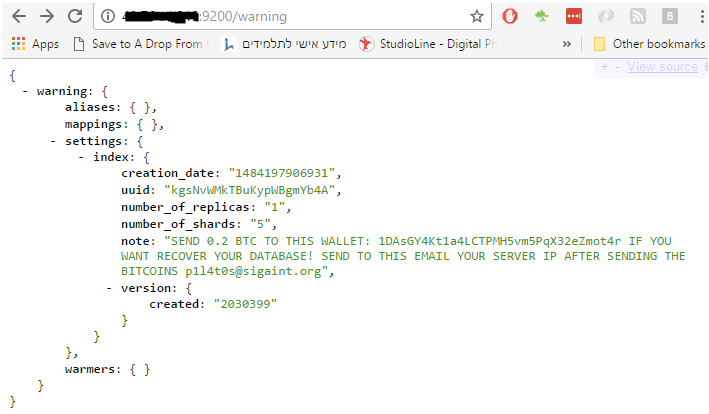 :9200/warning
Apps Save to A Drop From מידע אישי לתלמידים StudioLine - Digital Ph » Other bookmarks
+ - View source
{
- warning: {
aliases: { },
mappings: { },
- settings: {
- index: {
creation_date: "1484197906931",
uuid: "kgsNvWMkTBuKypWBgmYb4A",
number_of_replicas: "1",
number_of_shards: "5",
note: "SEND 0.2 BTC TO THIS WALLET: 1DAsGY4Kt1a4LCTPMH5vm5PqX32eZmot4r IF YOU
WANT RECOVER YOUR DATABASE! SEND TO THIS EMAIL YOUR SERVER IP AFTER SENDING THE
BITCOINS p1l4t0s@sigaint.org",
- version: {
created: "2030399"
}
}
},
warmers: { }
}
}